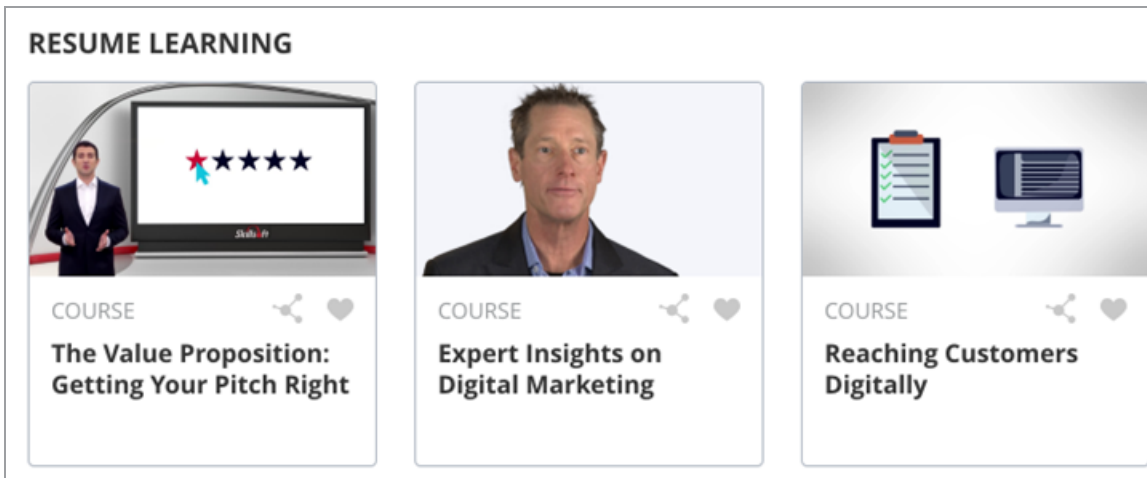 RESUME LEARNING
Skillsoft
COURSE
The Value Proposition:
Getting Your Pitch Right
COURSE
Expert Insights on
Digital Marketing
COURSE
Reaching Customers
Digitally